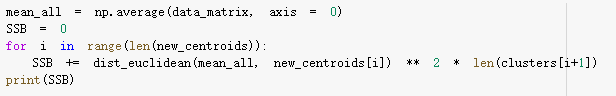 mean_all = np.average(data_matrix, axis = 0)
SSB = 0
for i in range(len(new_centroids)):
    SSB += dist_euclidean(mean_all, new_centroids[i]) ** 2 * len(clusters[i+1])
print(SSB)